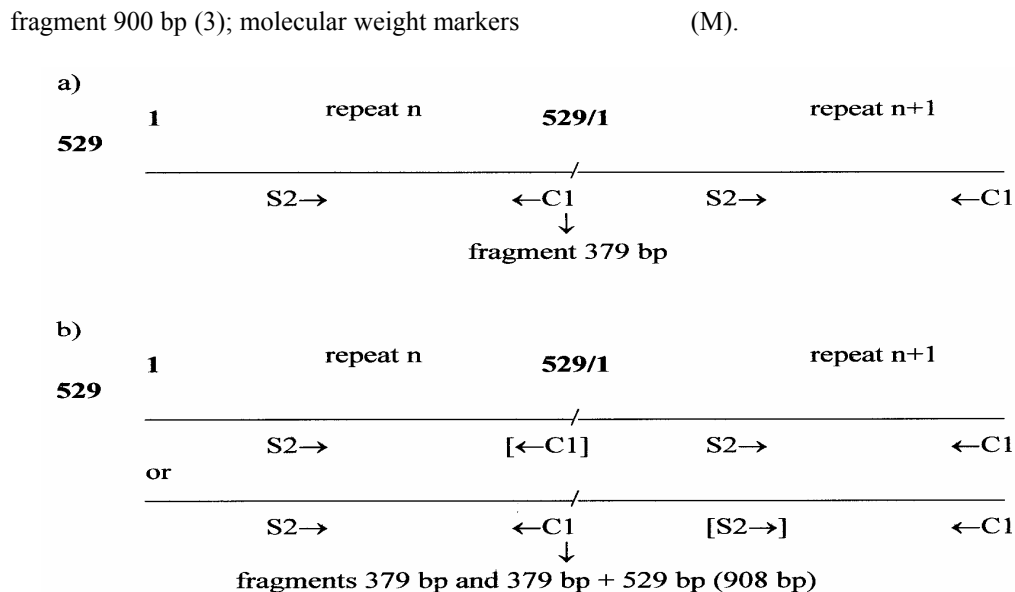 fragment 900 bp (3); molecular weight markers (M).
a)
1 repeat n 529/1 repeat n+1
529
S2→ ←C1 S2→ ←C1
↓
fragment 379 bp
b)
1 repeat n 529/1 repeat n+1
529
S2→ [←C1] S2→ ←C1
or
S2→ ←C1 [S2→] ←C1
↓
fragments 379 bp and 379 bp + 529 bp (908 bp)